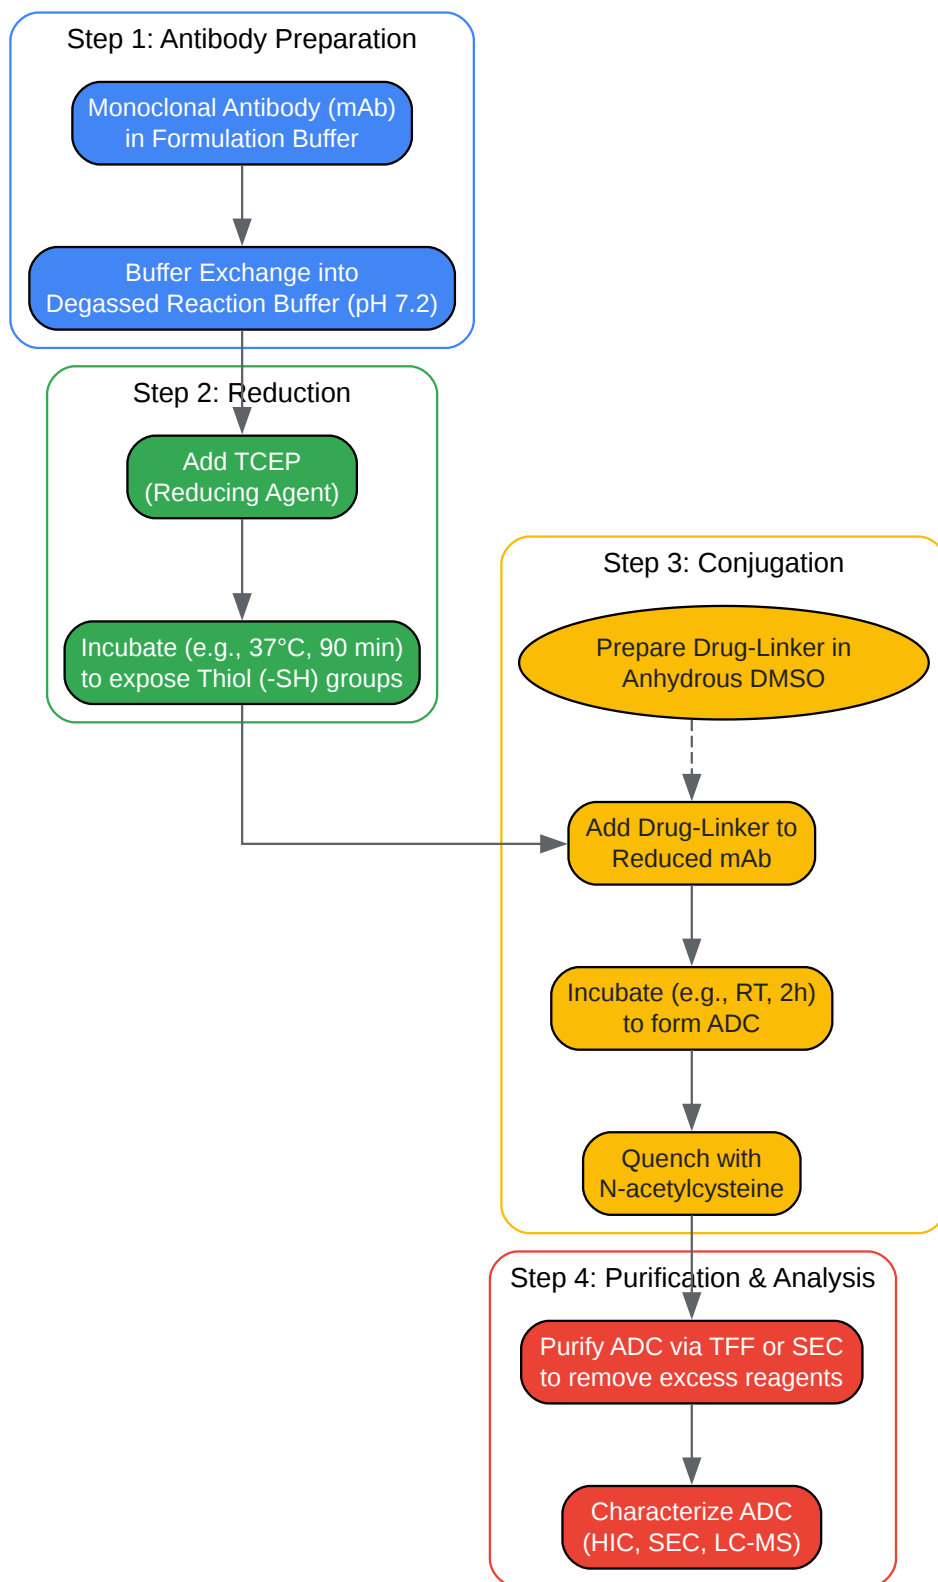 Step 1: Antibody Preparation
Monoclonal Antibody (mAb)
in Formulation Buffer
Buffer Exchange into
Degassed Reaction Buffer (pH 7.2)
Step 2: Reduction
Add TCEP
(Reducing Agent)
Incubate (e.g., 37°C, 90 min)
to expose Thiol (-SH) groups
Step 3: Conjugation
Prepare Drug-Linker in
Anhydrous DMSO
Add Drug-Linker to
Reduced mAb
Incubate (e.g., RT, 2h)
to form ADC
Quench with
N-acetylcysteine
Step 4: Purification & Analysis
Purify ADC via TFF or SEC
to remove excess reagents
Characterize ADC
(HIC, SEC, LC-MS)